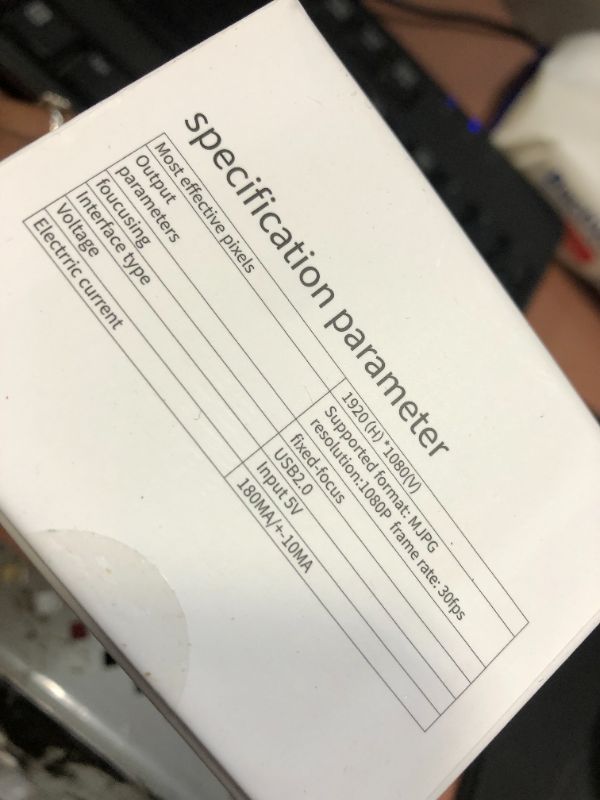 specification parameter
Most effective pixels 1920(H)*1080(V)
Output Supported format: MJPG
parameters resolution:1080P frame rate: 30fps
foucusing fixed-focus
Interface type USB2.0
Voltage Input 5V
Electrric current 180MA/+-10MA